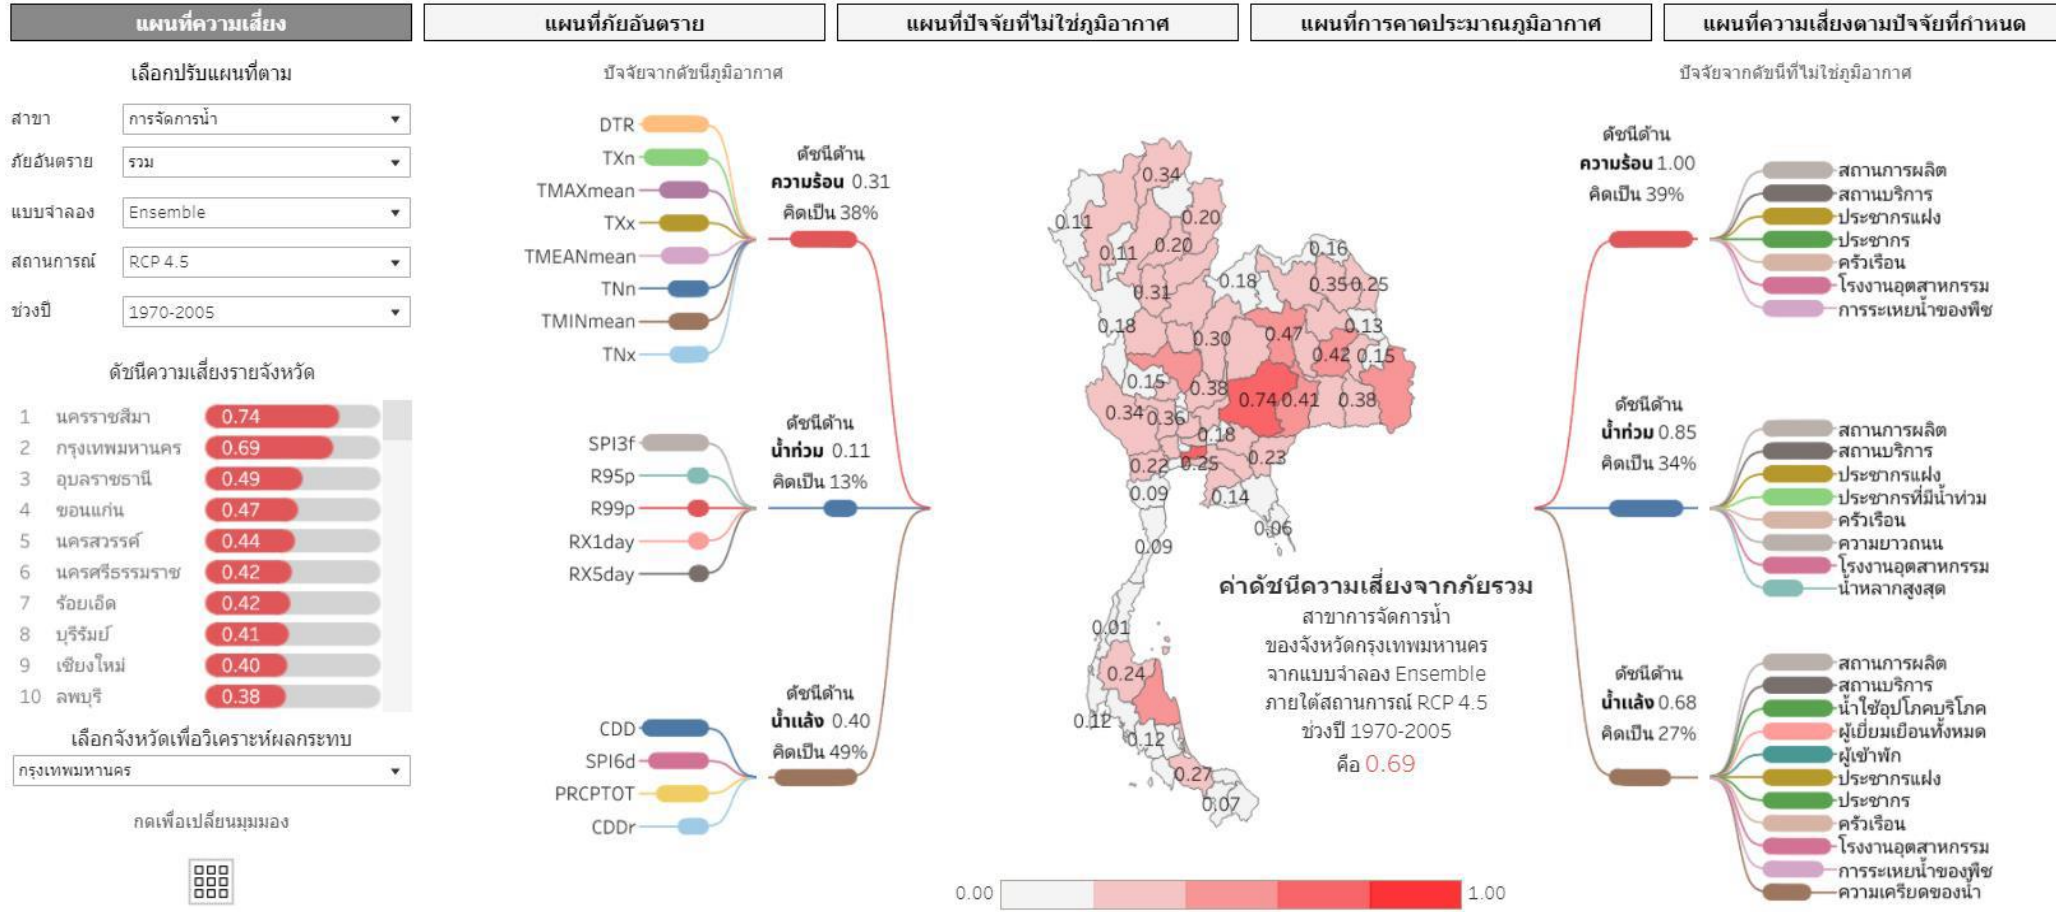 แผนที่ความเสี่ยง
แผนที่ภัยอันตราย
แผนที่ปัจจัยที่ไม่ใช่ภูมิอากาศ
แผนที่การคาดประมาณภูมิอากาศ
แผนที่ความเสี่ยงตามปัจจัยที่กำหนด
เลือกปรับแผนที่ตาม
สาขา การจัดการน้ำ
ภัยอันตราย รวม
แบบจำลอง Ensemble
สถานการณ์ RCP 4.5
ช่วงปี 1970-2005
ดัชนีความเสี่ยงรายจังหวัด
1 นครราชสีมา 0.74
2 กรุงเทพมหานคร 0.69
3 อุบลราชธานี 0.49
4 ขอนแก่น 0.47
5 นครสวรรค์ 0.44
6 นครศรีธรรมราช 0.42
7 ร้อยเอ็ด 0.42
8 บุรีรัมย์ 0.41
9 เชียงใหม่ 0.40
10 ลพบุรี 0.38
เลือกจังหวัดเพื่อวิเคราะห์ผลกระทบ
กรุงเทพมหานคร
กดเพื่อเปลี่ยนมุมมอง
ปัจจัยจากดัชนีภูมิอากาศ
DTR
TXn
TMAXmean
TXx
TMEANmean
TNn
TMINmean
TNx
ดัชนีด้าน
ความร้อน 0.31
คิดเป็น 38%
SPI3f
R95p
R99p
RX1day
RX5day
ดัชนีด้าน
น้ำท่วม 0.11
คิดเป็น 13%
CDD
SPI6d
PRCPTOT
CDDr
ดัชนีด้าน
น้ำแล้ง 0.40
คิดเป็น 49%
0.34
0.11
0.20
0.11
0.20
0.16
0.18
0.31
0.35
0.25
0.18
0.30
0.47
0.13
0.42
0.15
0.15
0.38
0.74
0.41
0.38
0.34
0.36
0.18
0.22
0.25
0.23
0.09
0.14
0.06
0.09
0.01
0.24
0.12
0.12
0.27
0.07
ค่าดัชนีความเสี่ยงจากภัยรวม
สาขาการจัดการน้ำ
ของจังหวัดกรุงเทพมหานคร
จากแบบจำลอง Ensemble
ภายใต้สถานการณ์ RCP 4.5
ช่วงปี 1970-2005
คือ 0.69
0.00
1.00
ปัจจัยจากดัชนีที่ไม่ใช่ภูมิอากาศ
ดัชนีด้าน
ความร้อน 1.00
คิดเป็น 39%
สถานการผลิต
สถานบริการ
ประชากรแฝง
ประชากร
ครัวเรือน
โรงงานอุตสาหกรรม
การระเหยน้ำของพืช
ดัชนีด้าน
น้ำท่วม 0.85
คิดเป็น 34%
สถานการผลิต
สถานบริการ
ประชากรแฝง
ประชากรที่มีน้ำท่วม
ครัวเรือน
ความยาวถนน
โรงงานอุตสาหกรรม
น้ำหลากสูงสุด
ดัชนีด้าน
น้ำแล้ง 0.68
คิดเป็น 27%
สถานการผลิต
สถานบริการ
น้ำใช้อุปโภคบริโภค
ผู้เยี่ยมเยือนทั้งหมด
ผู้เข้าพัก
ประชากรแฝง
ประชากร
ครัวเรือน
โรงงานอุตสาหกรรม
การระเหยน้ำของพืช
ความเครียดของน้ำ